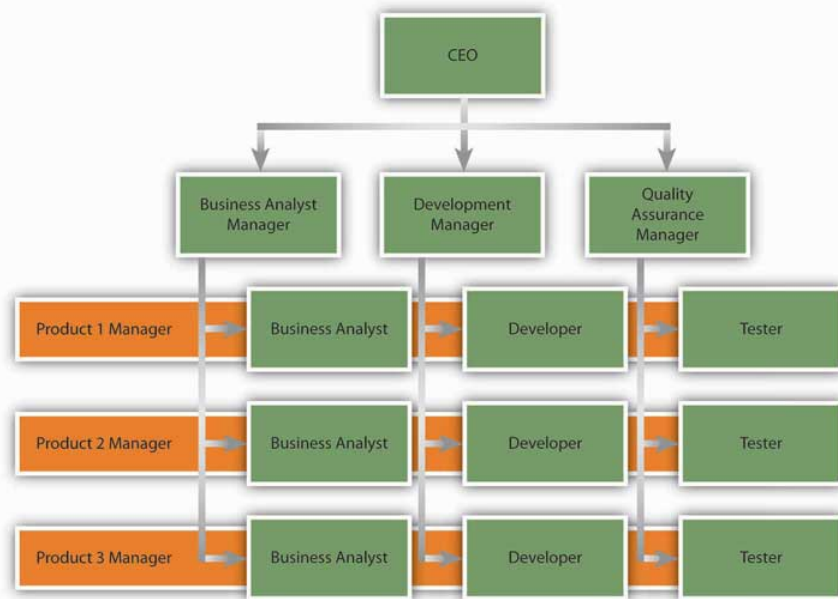 CEO
Business Analyst
Manager
Development
Manager
Quality
Assurance
Manager
Product 1 Manager
Business Analyst
Developer
Tester
Product 2 Manager
Business Analyst
Developer
Tester
Product 3 Manager
Business Analyst
Developer
Tester